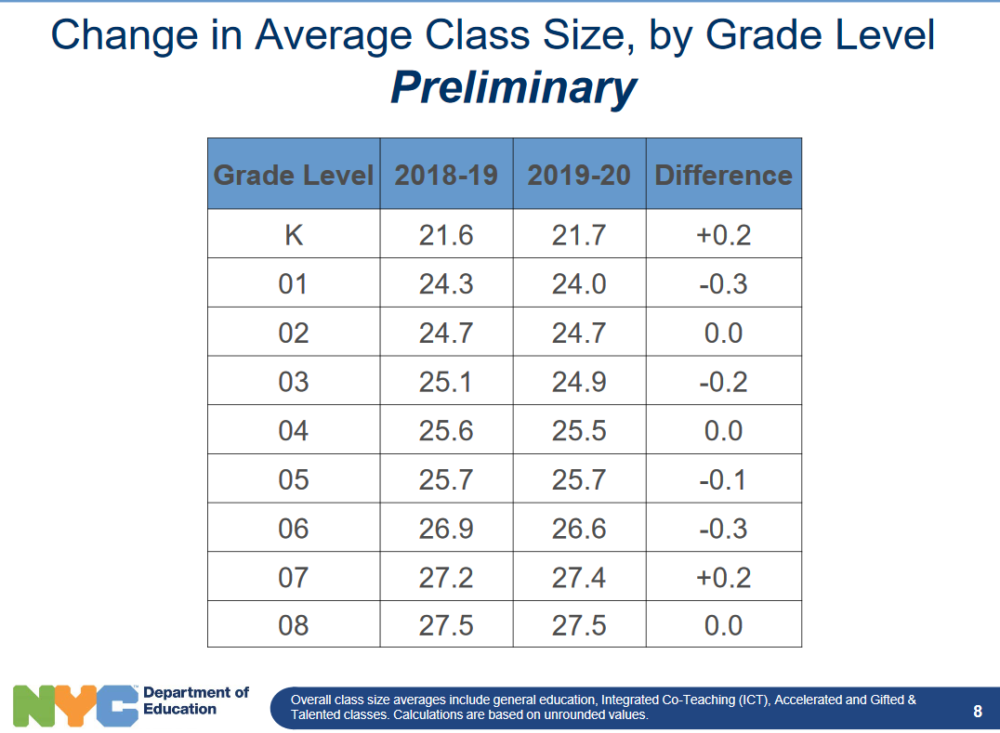 Change in Average Class Size, by Grade Level
Preliminary
Grade Level 2018-19 2019-20 Difference
K 21.6 21.7 +0.2
01 24.3 24.0 -0.3
02 24.7 24.7 0.0
03 25.1 24.9 -0.2
04 25.6 25.5 0.0
05 25.7 25.7 -0.1
06 26.9 26.6 -0.3
07 27.2 27.4 +0.2
08 27.5 27.5 0.0
NYC™ Department of
Education
Overall class size averages include general education, Integrated Co-Teaching (ICT), Accelerated and Gifted &
Talented classes. Calculations are based on unrounded values.
8